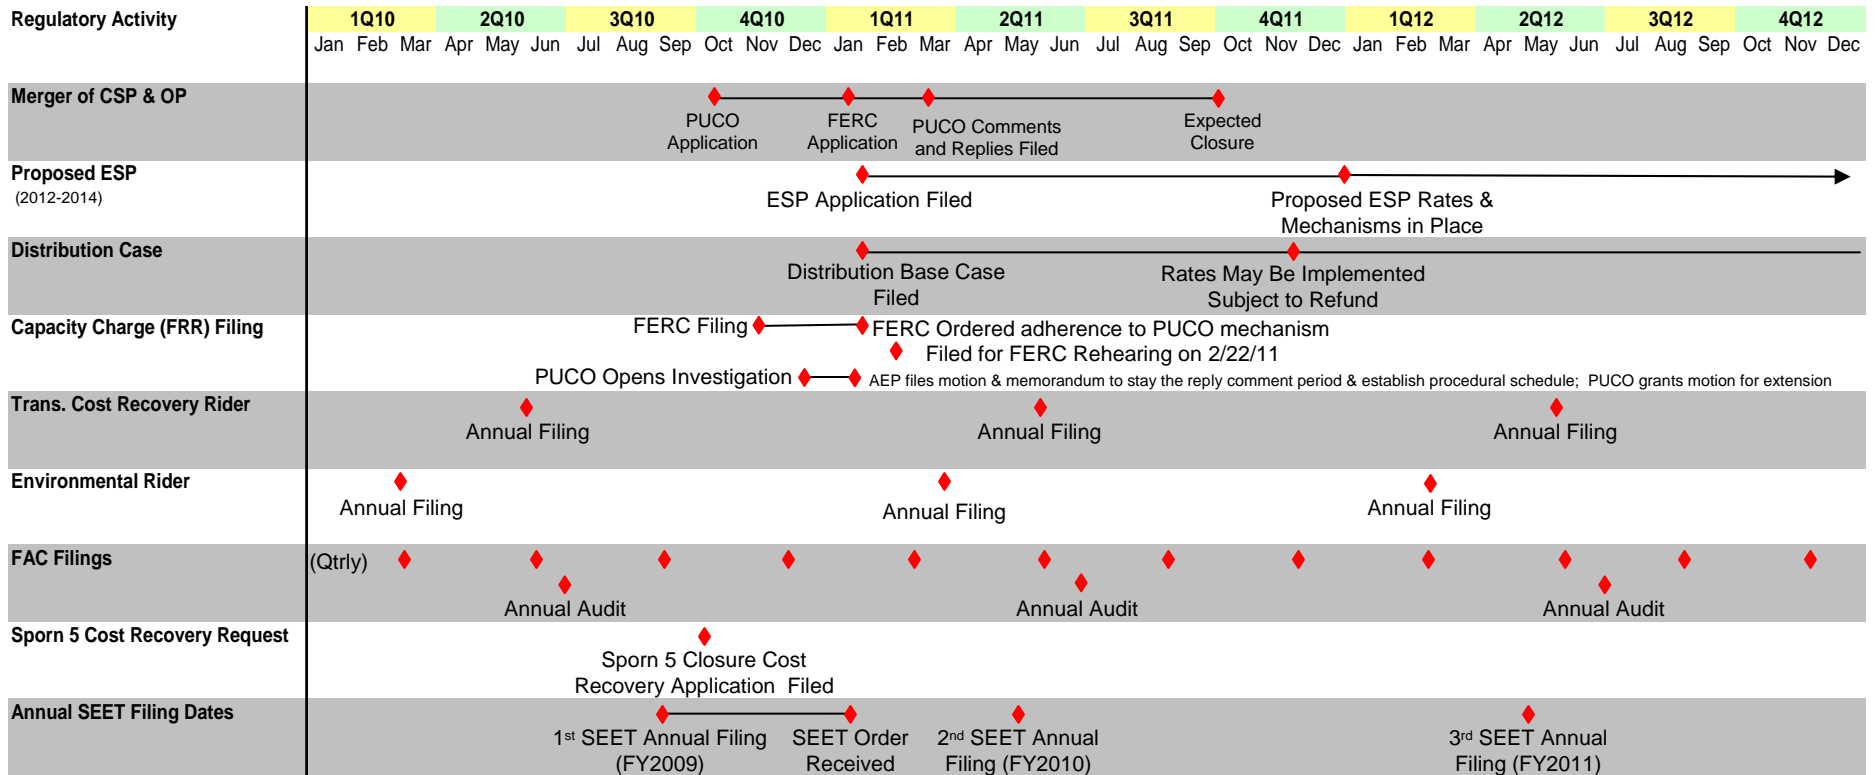 Regulatory Activity
1Q10 2Q10 3Q10 4Q10 1Q11 2Q11 3Q11 4Q11 1Q12 2Q12 3Q12 4Q12
Jan Feb Mar Apr May Jun Jul Aug Sep Oct Nov Dec Jan Feb Mar Apr May Jun Jul Aug Sep Oct Nov Dec Jan Feb Mar Apr May Jun Jul Aug Sep Oct Nov Dec
Merger of CSP & OP
PUCO
Application
FERC
Application
PUCO Comments
and Replies Filed
Expected
Closure
Proposed ESP
(2012-2014)
ESP Application Filed
Proposed ESP Rates &
Mechanisms in Place
Distribution Case
Distribution Base Case
Filed
Rates May Be Implemented
Subject to Refund
Capacity Charge (FRR) Filing
FERC Filing
FERC Ordered adherence to PUCO mechanism
Filed for FERC Rehearing on 2/22/11
PUCO Opens Investigation
AEP files motion & memorandum to stay the reply comment period & establish procedural schedule; PUCO grants motion for extension
Trans. Cost Recovery Rider
Annual Filing
Annual Filing
Annual Filing
Environmental Rider
Annual Filing
Annual Filing
Annual Filing
FAC Filings
(Qtrly)
Annual Audit
Annual Audit
Annual Audit
Sporn 5 Cost Recovery Request
Sporn 5 Closure Cost
Recovery Application Filed
Annual SEET Filing Dates
1st SEET Annual Filing
(FY2009)
SEET Order
Received
2nd SEET Annual
Filing (FY2010)
3rd SEET Annual
Filing (FY2011)